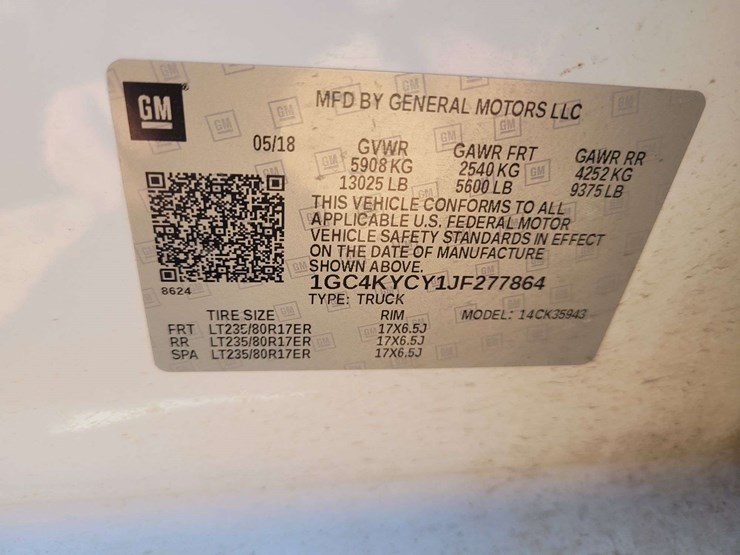 GM
MFD BY GENERAL MOTORS LLC
05/18 GVWR GAWR FRT GAWR RR
5908 KG 2540 KG 4252 KG
13025 LB 5600 LB 9375 LB
THIS VEHICLE CONFORMS TO ALL
APPLICABLE U.S. FEDERAL MOTOR
VEHICLE SAFETY STANDARDS IN EFFECT
ON THE DATE OF MANUFACTURE
SHOWN ABOVE.
8624
1GC4KYCY1JF277864
TYPE: TRUCK
TIRE SIZE RIM MODEL: 14CK35943
FRT LT235/80R17ER 17X6.5J
RR LT235/80R17ER 17X6.5J
SPA LT235/80R17ER 17X6.5J